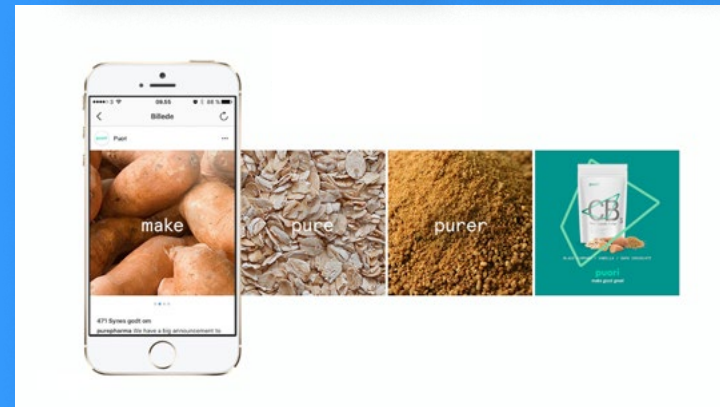 09.55
Billede
Puori
make
pure
purer
CB
puori
make good great
471 Synes godt om
purepharma We have a big announcement to